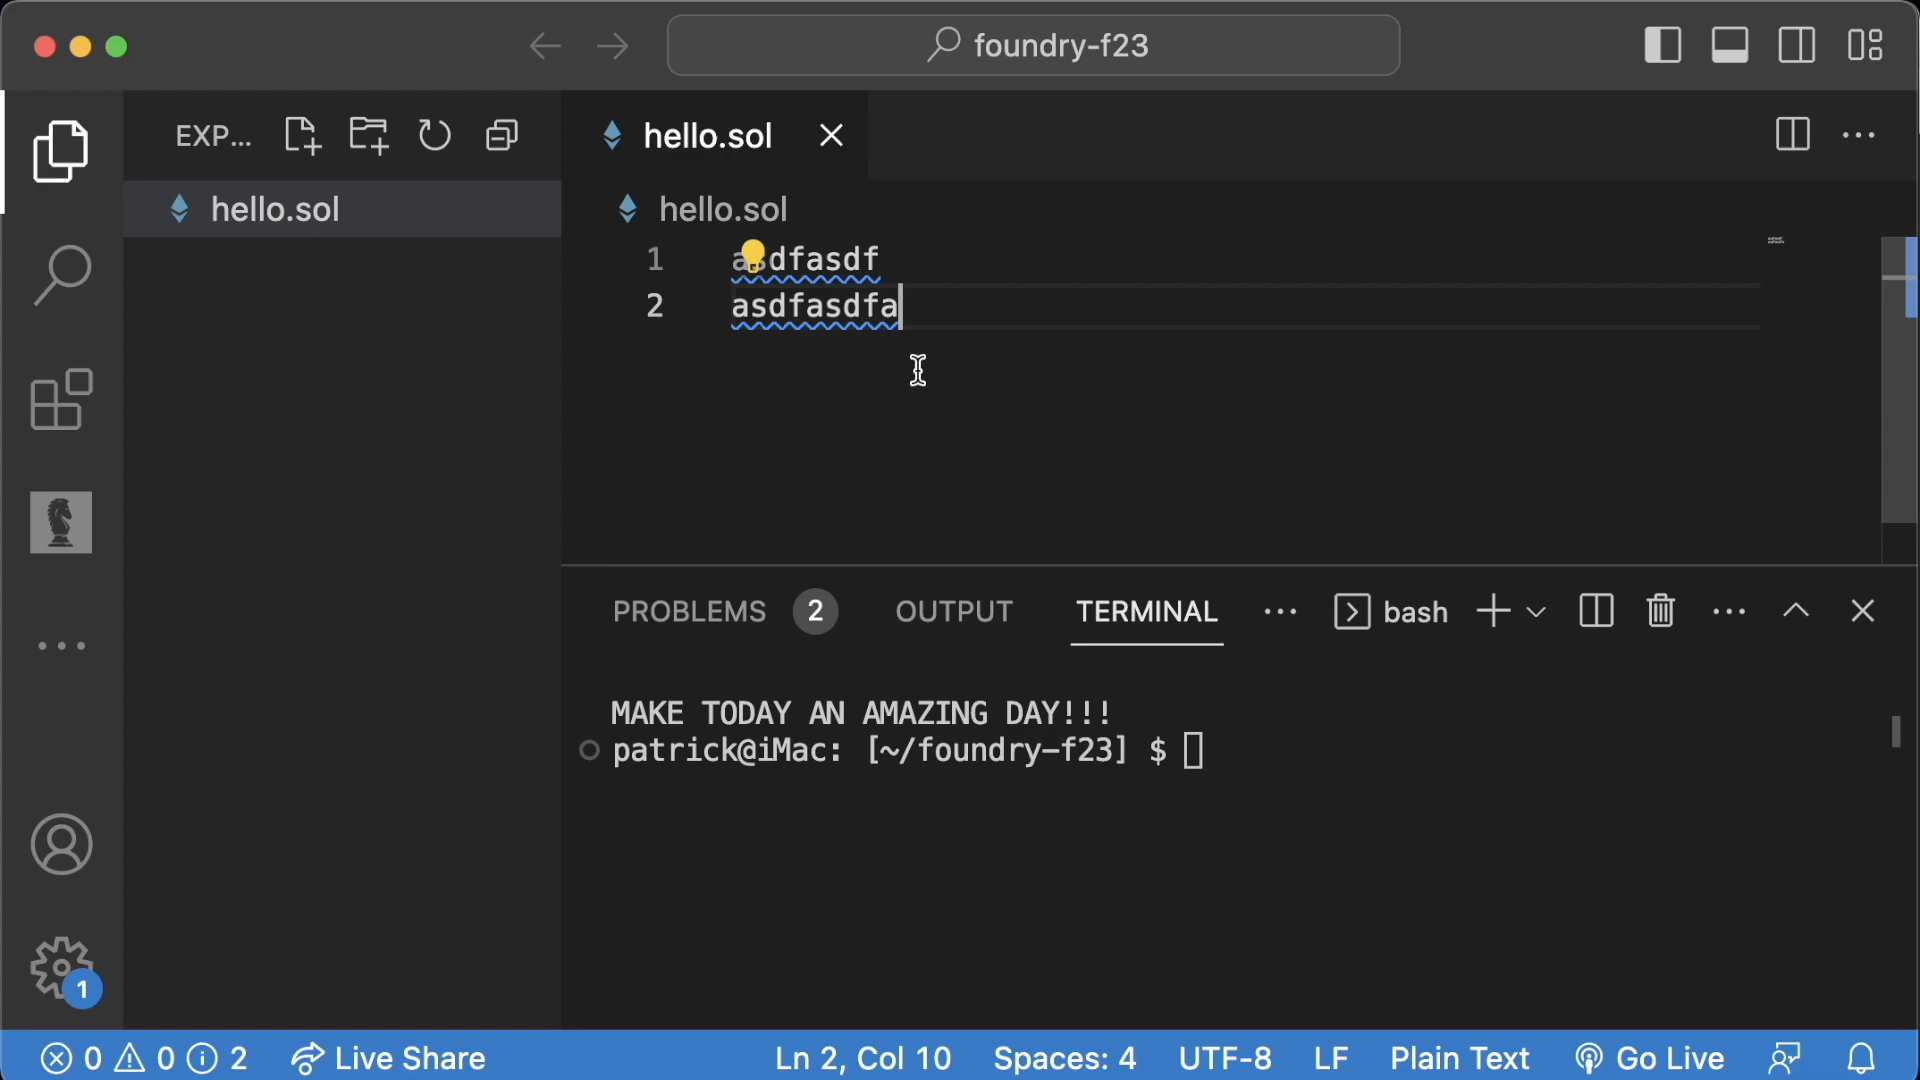 foundry-f23
EXP...
hello.sol
hello.sol
hello.sol
1 asdfasdf
2 asdfasdfa
PROBLEMS 2 OUTPUT TERMINAL ... bash
MAKE TODAY AN AMAZING DAY!!!
patrick@iMac: [~/foundry-f23] $
1
0 0 2 Live Share Ln 2, Col 10 Spaces: 4 UTF-8 LF Plain Text Go Live